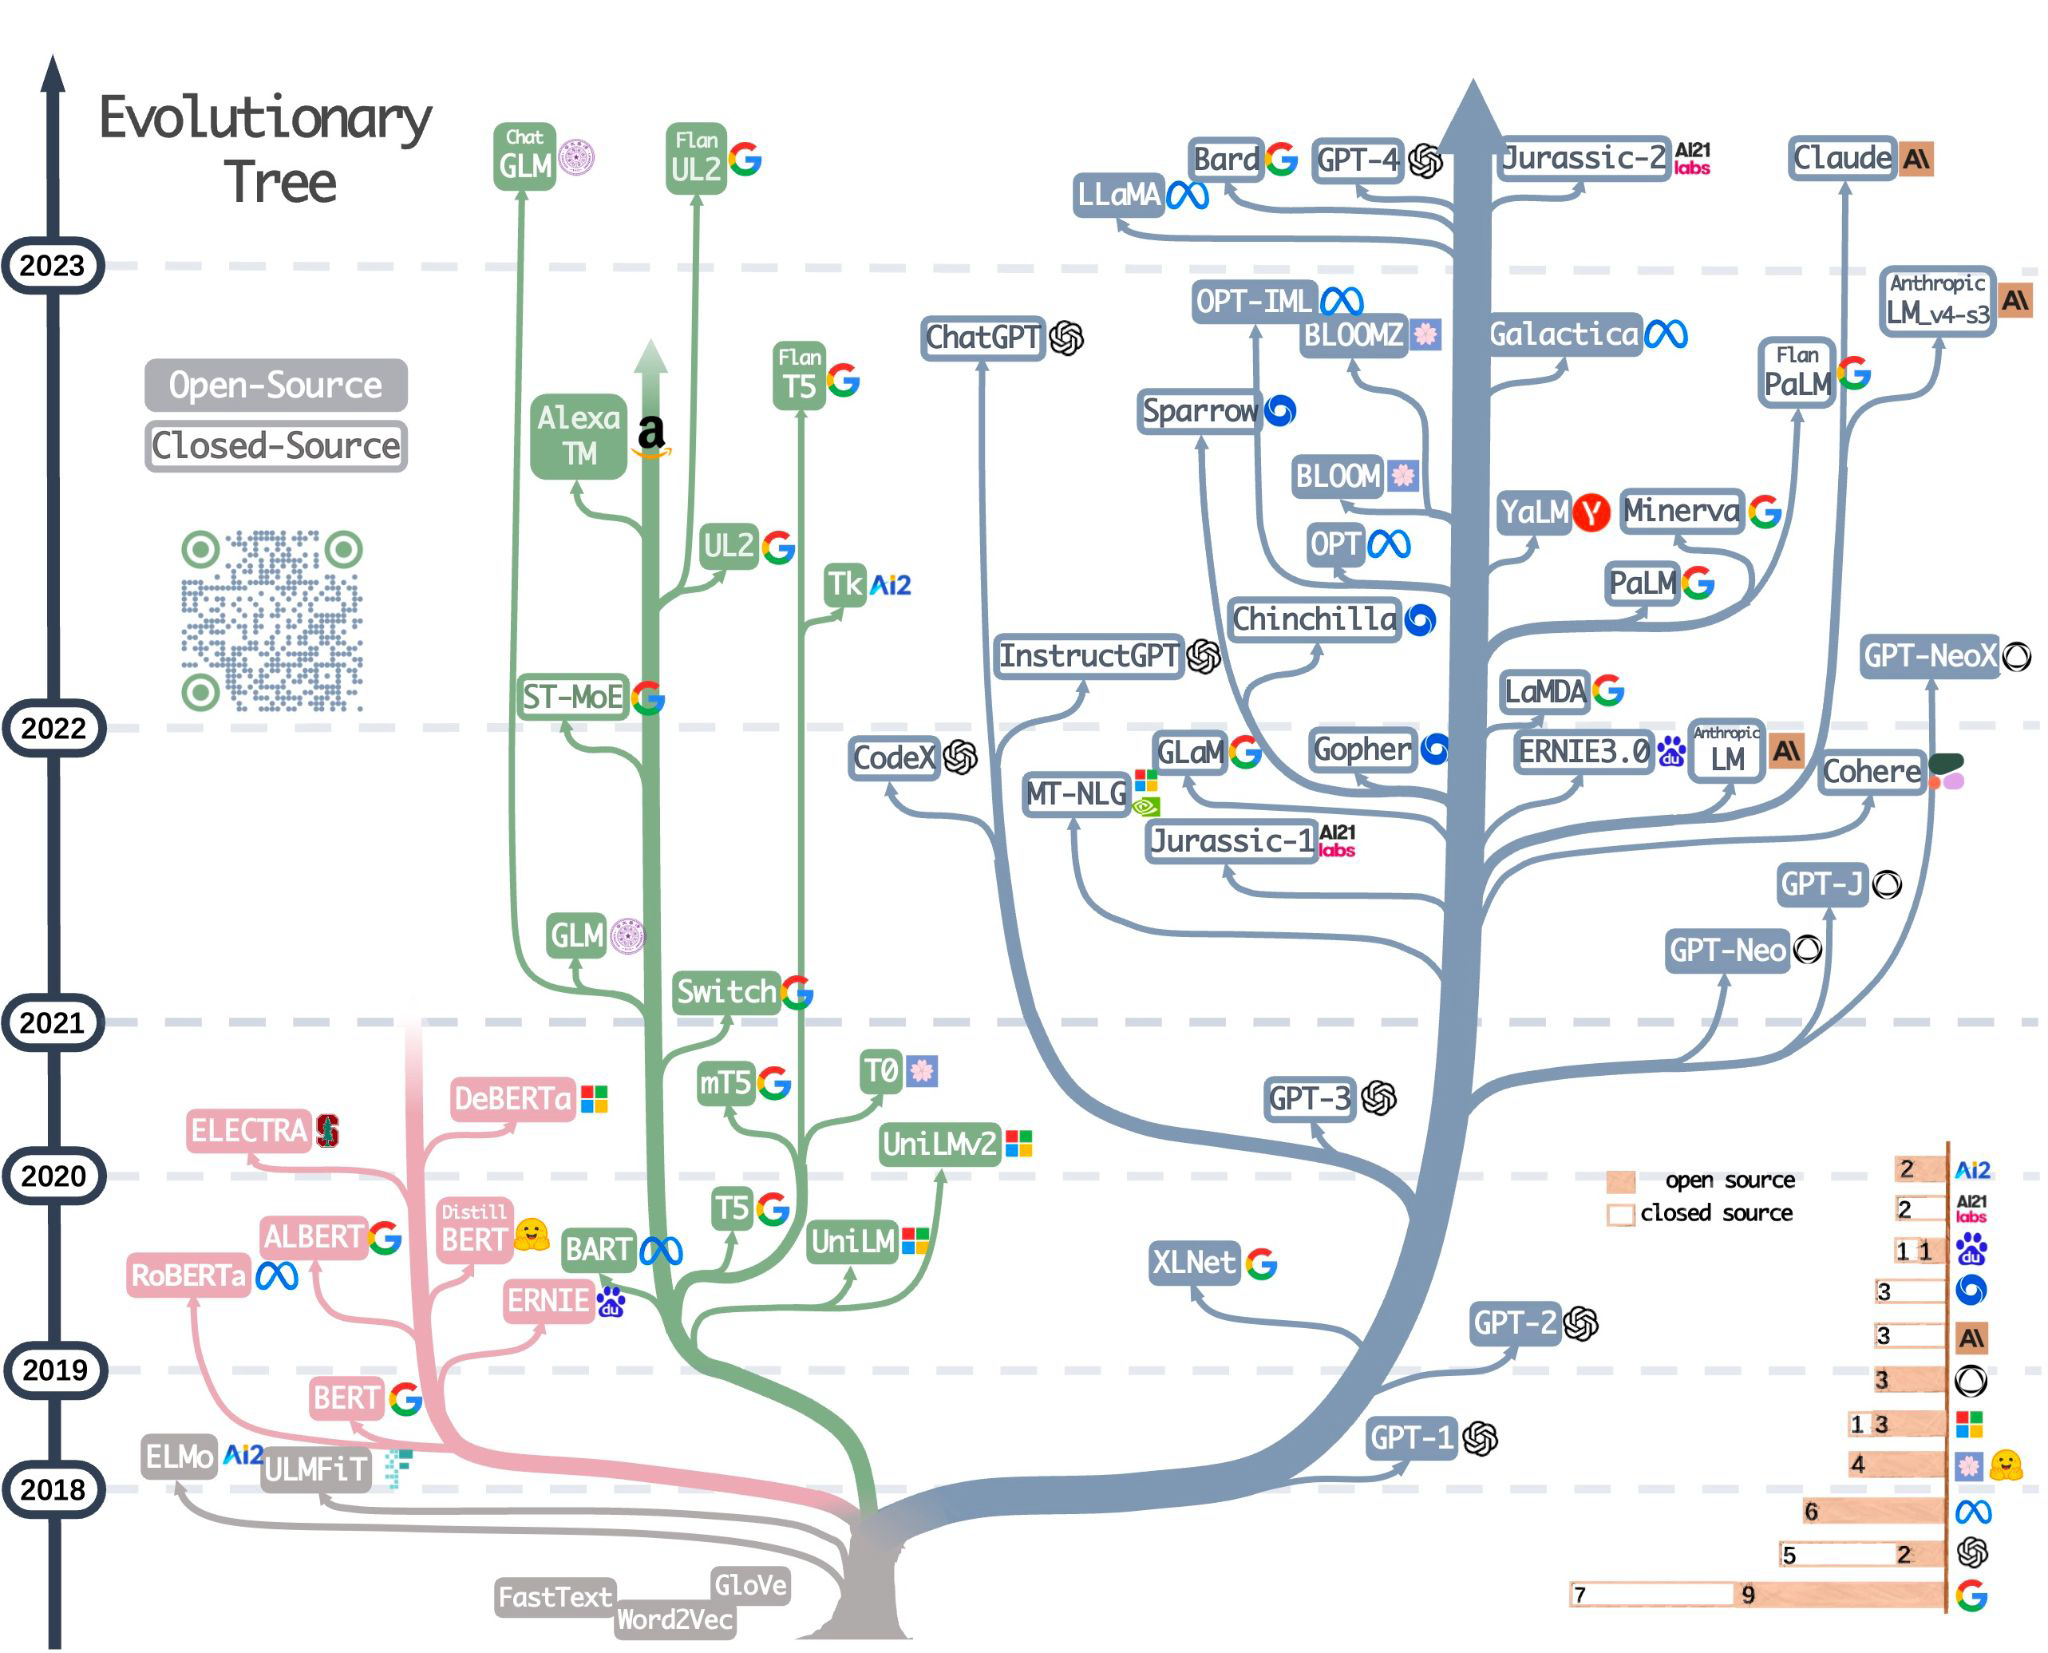 Evolutionary
Tree
Chat
GLM
Flan
UL2
Bard
GPT-4
Jurassic-2
AI21
labs
Claude
A\
LLaMA
2023
Anthropic
LM_v4-s3
A\
OPT-IML
ChatGPT
BLOOMZ
Galactica
Flan
T5
Flan
PaLM
Open-Source
Closed-Source
Alexa
TM
a
Sparrow
BLOOM
YaLM
Y
Minerva
UL2
OPT
Tk
Ai2
PaLM
Chinchilla
InstructGPT
GPT-NeoX
ST-MoE
LaMDA
2022
CodeX
GLaM
Gopher
ERNIE3.0
du
Anthropic
LM
A\
Cohere
MT-NLG
Jurassic-1
AI21
labs
GPT-J
GLM
GPT-Neo
Switch
2021
mT5
T0
DeBERTa
GPT-3
ELECTRA
S
UniLMv2
2020
open source
closed source
2
Ai2
2
AI21
labs
1
1
du
3
3
A\
3
1
3
4
6
5
2
7
9
T5
Distill
BERT
ALBERT
BART
UniLM
RoBERTa
ERNIE
du
XLNet
GPT-2
2019
BERT
GPT-1
ELMo
Ai2
ULMFiT
2018
FastText
GloVe
Word2Vec